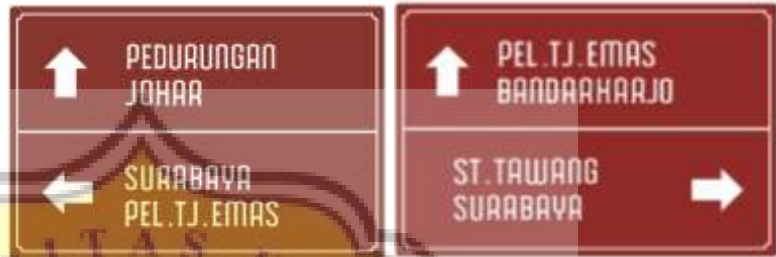 PEDURUNGAN
JOHAR
SURABAYA
PEL.TJ.EMAS
PEL.TJ.EMAS
BANDARHARJO
ST.TAWANG
SURABAYA